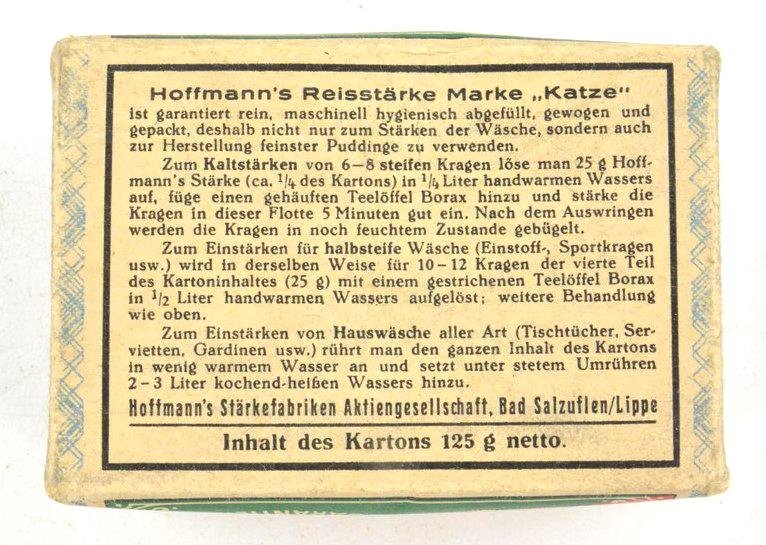 Hoffmann's Reisstärke Marke „Katze"
ist garantiert rein, maschinell hygienisch abgefüllt, gewogen und
gepackt, deshalb nicht nur zum Stärken der Wäsche, sondern auch
zur Herstellung feinster Puddinge zu verwenden.
Zum Kaltstärken von 6–8 steifen Kragen löse man 25 g Hoff-
mann's Stärke (ca. 1/4 des Kartons) in 1/4 Liter handwarmen Wassers
auf, füge einen gehäuften Teelöffel Borax hinzu und stärke die
Kragen in dieser Flotte 5 Minuten gut ein. Nach dem Auswringen
werden die Kragen in noch feuchtem Zustande gebügelt.
Zum Einstärken für halbsteife Wäsche (Einstoff-, Sportkragen
usw.) wird in derselben Weise für 10–12 Kragen der vierte Teil
des Kartoninhaltes (25 g) mit einem gestrichenen Teelöffel Borax
in 1/2 Liter handwarmen Wassers aufgelöst; weitere Behandlung
wie oben.
Zum Einstärken von Hauswäsche aller Art (Tischtücher, Ser-
vietten, Gardinen usw.) rührt man den ganzen Inhalt des Kartons
in wenig warmem Wasser an und setzt unter stetem Umrühren
2–3 Liter kochend-heißen Wassers hinzu.
Hoffmann's Stärkefabriken Aktiengesellschaft, Bad Salzuflen/Lippe
Inhalt des Kartons 125 g netto.